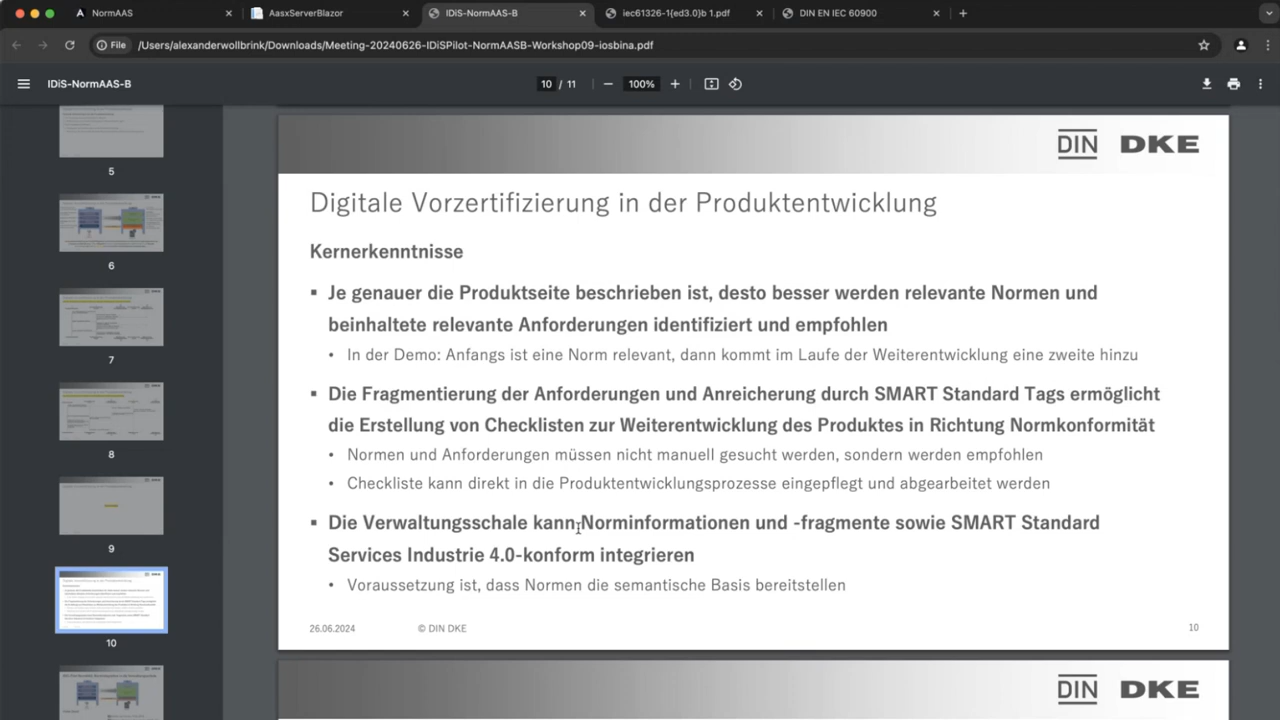 NormAAS
AasxServerBlazor
IDiS-NormAAS-B
iec61326-1{ed3.0}b 1.pdf
DIN EN IEC 60900
File
/Users/alexanderwollbrink/Downloads/Meeting-20240626-IDiSPilot-NormAASB-Workshop09-iosbina.pdf
IDiS-NormAAS-B
10 / 11
100%
5
6
7
8
9
10
DIN DKE
Digitale Vorzertifizierung in der Produktentwicklung
Kernerkenntnisse
Je genauer die Produktseite beschrieben ist, desto besser werden relevante Normen und
beinhaltete relevante Anforderungen identifiziert und empfohlen
In der Demo: Anfangs ist eine Norm relevant, dann kommt im Laufe der Weiterentwicklung eine zweite hinzu
Die Fragmentierung der Anforderungen und Anreicherung durch SMART Standard Tags ermöglicht
die Erstellung von Checklisten zur Weiterentwicklung des Produktes in Richtung Normkonformität
Normen und Anforderungen müssen nicht manuell gesucht werden, sondern werden empfohlen
Checkliste kann direkt in die Produktentwicklungsprozesse eingepflegt und abgearbeitet werden
Die Verwaltungsschale kann Norminformationen und -fragmente sowie SMART Standard
Services Industrie 4.0-konform integrieren
Voraussetzung ist, dass Normen die semantische Basis bereitstellen
26.06.2024
© DIN DKE
10
DIN DKE